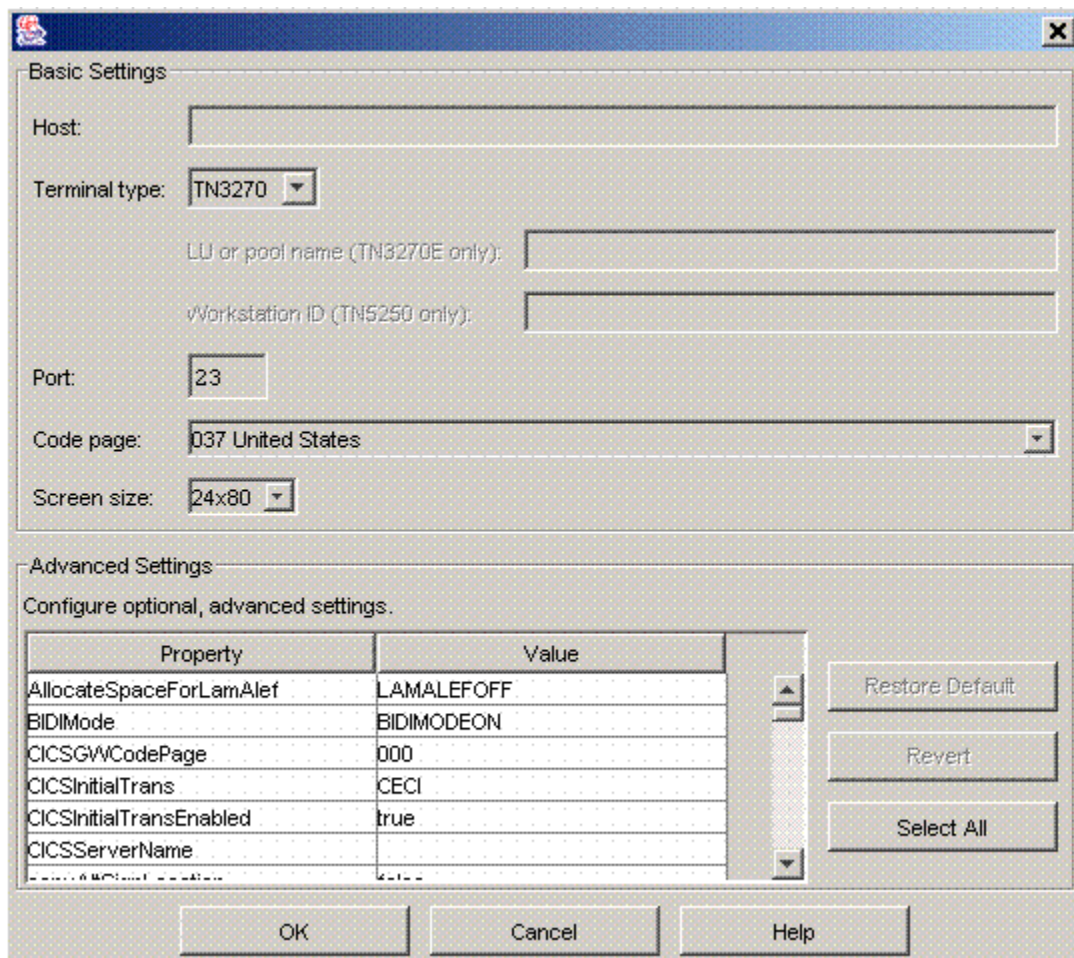 Basic Settings
Host:
Terminal type: TN3270
LU or pool name (TN3270E only):
Workstation ID (TN5250 only):
Port: 23
Code page: 037 United States
Screen size: 24x80
Advanced Settings
Configure optional, advanced settings.
Property Value
AllocateSpaceForLamAlef LAMALEFOFF
BIDIMode BIDIMODEON
CICSGWCodePage 000
CICSInitialTrans CECI
CICSInitialTransEnabled true
CICSServerName
Restore Default
Revert
Select All
OK Cancel Help